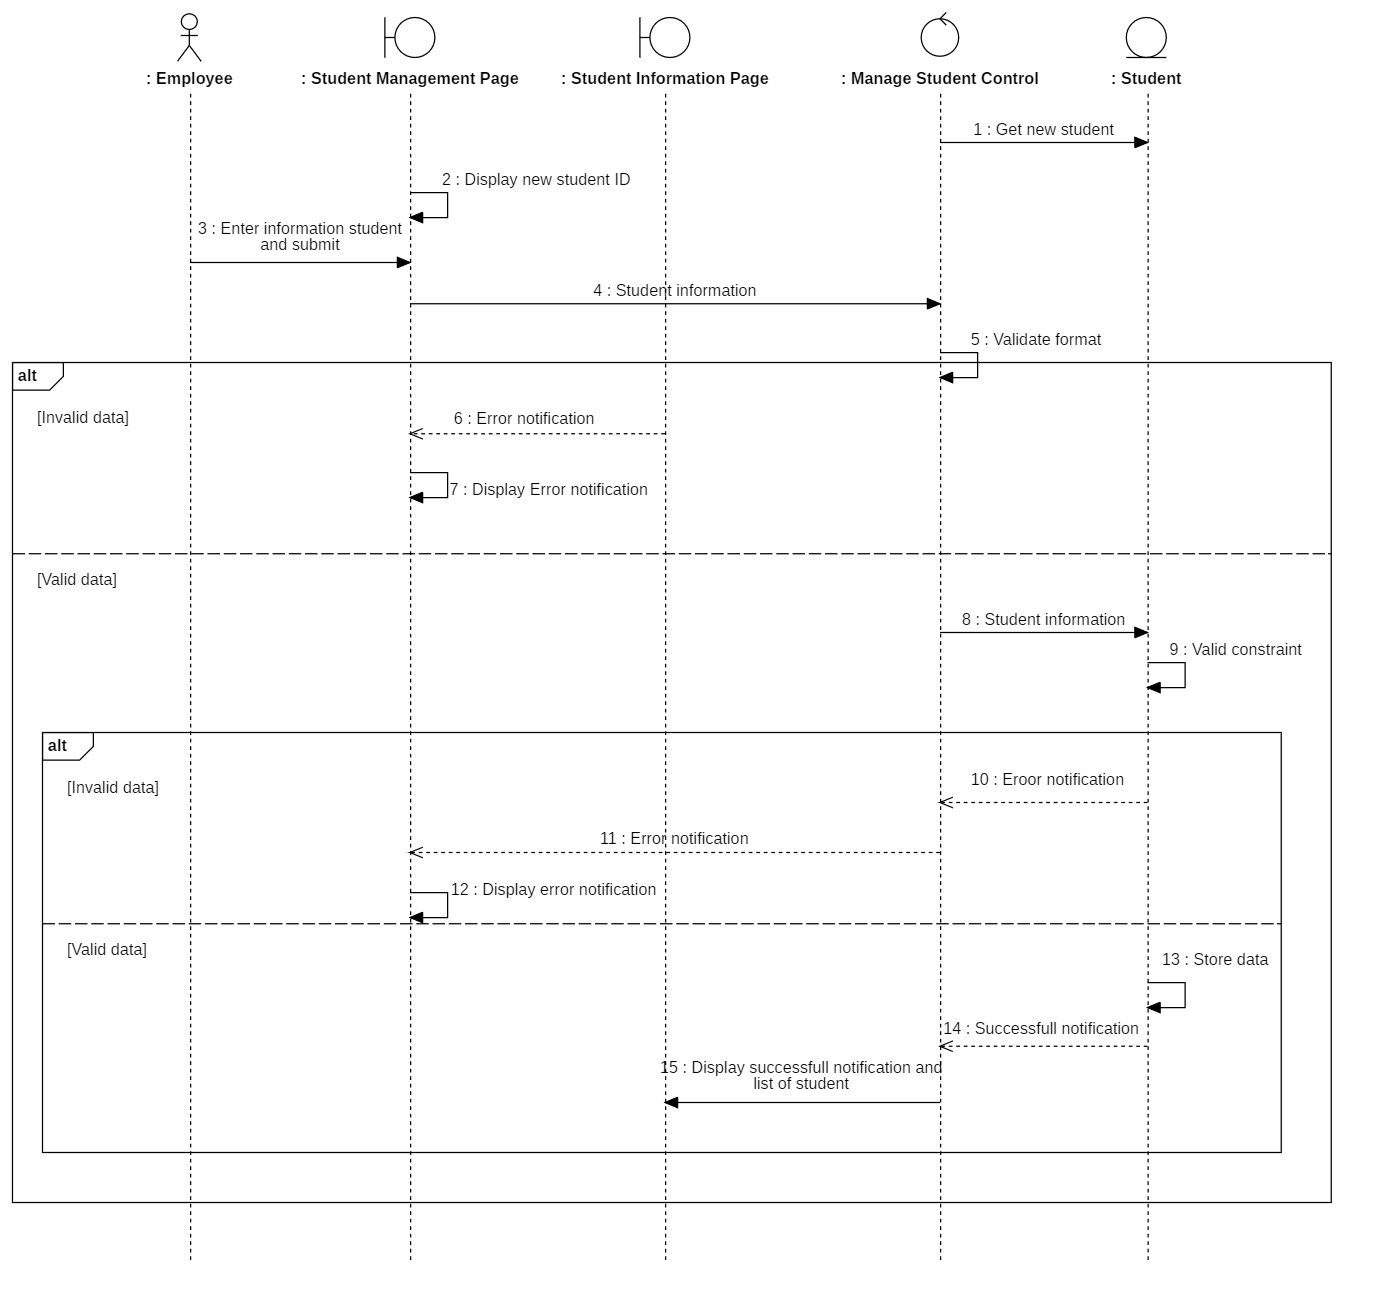 : Employee
: Student Management Page
: Student Information Page
: Manage Student Control
: Student
1 : Get new student
2 : Display new student ID
3 : Enter information student
and submit
4 : Student information
5 : Validate format
alt
[Invalid data]
6 : Error notification
7 : Display Error notification
[Valid data]
8 : Student information
9 : Valid constraint
alt
[Invalid data]
10 : Eroor notification
11 : Error notification
12 : Display error notification
[Valid data]
13 : Store data
14 : Successfull notification
15 : Display successfull notification and
list of student